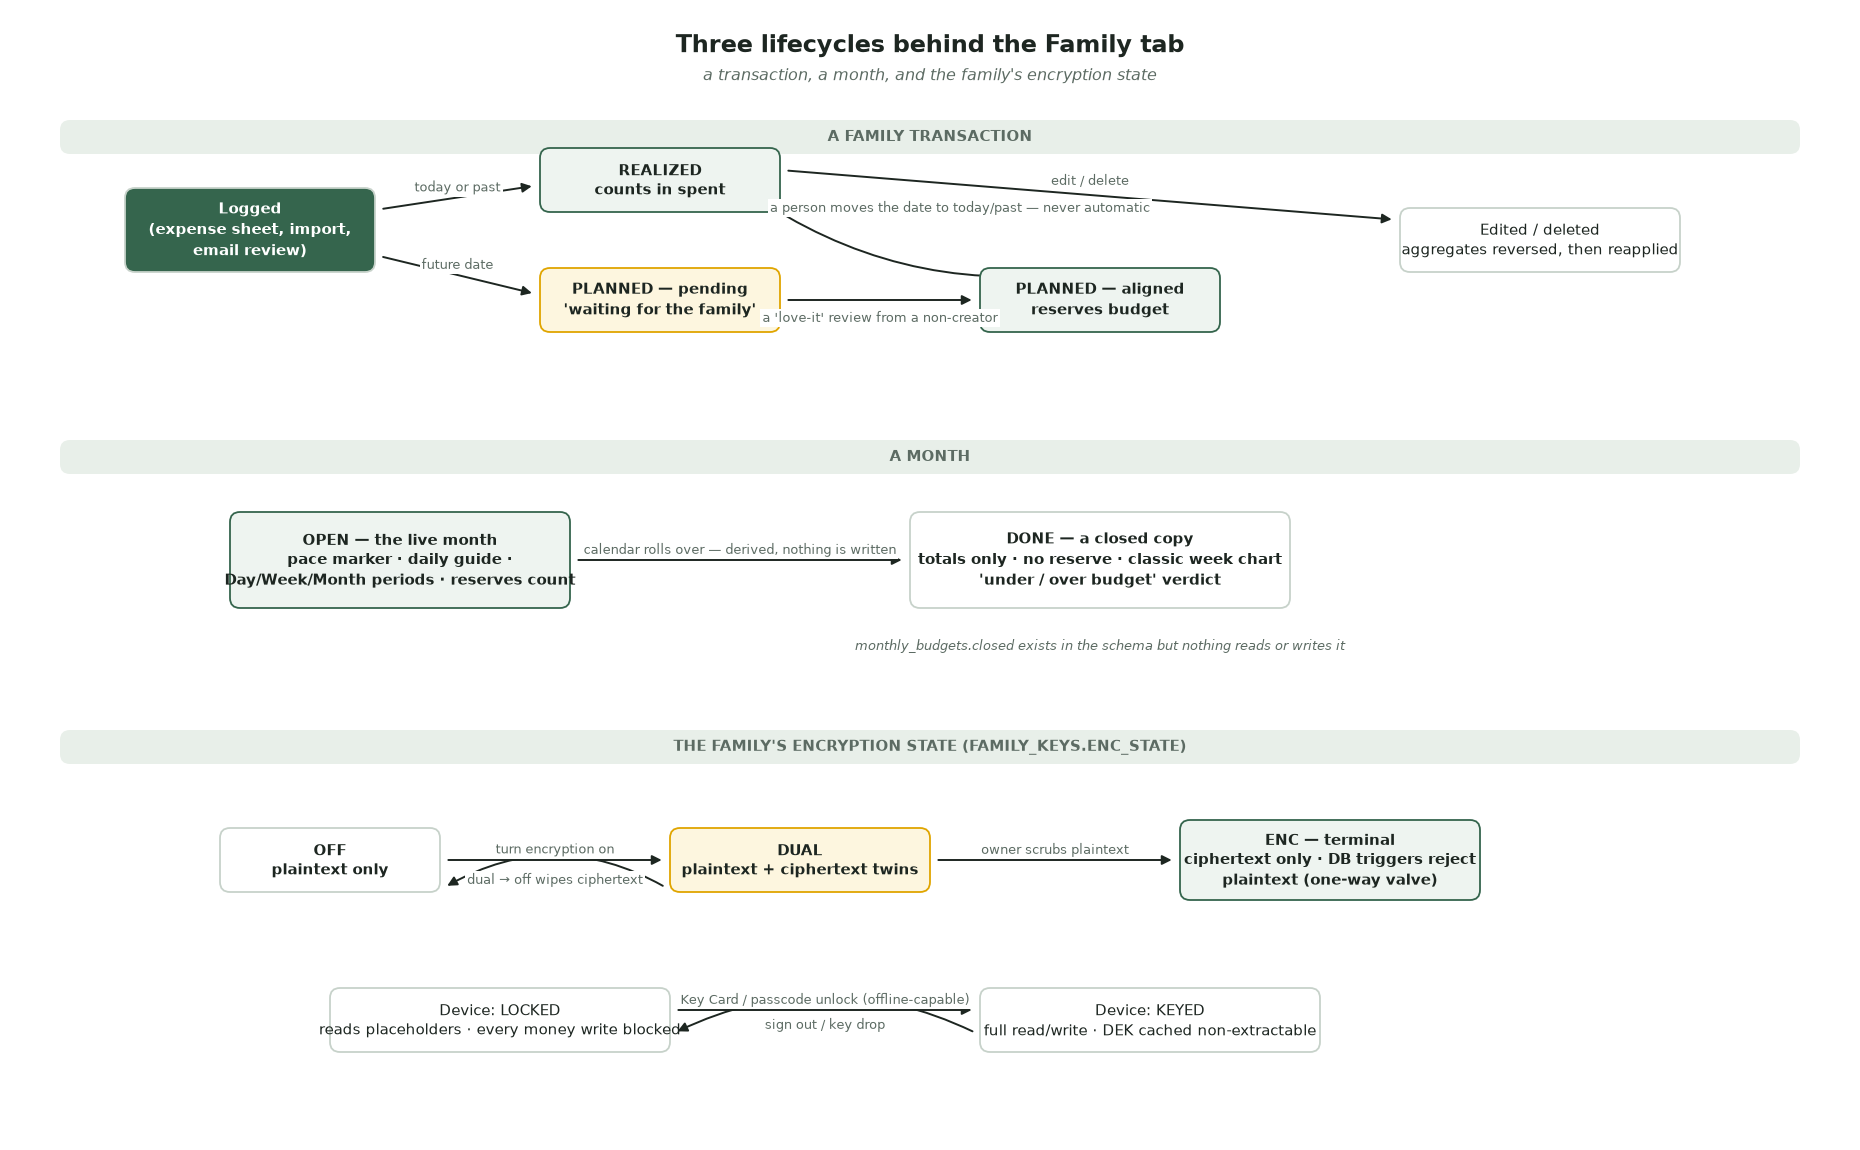 Three lifecycles behind the Family tab
a transaction, a month, and the family's encryption state
A FAMILY TRANSACTION
Logged
(expense sheet, import,
email review)
today or past
future date
REALIZED
counts in spent
edit / delete
a person moves the date to today/past — never automatic
Edited / deleted
aggregates reversed, then reapplied
PLANNED — pending
'waiting for the family'
a 'love-it' review from a non-creator
PLANNED — aligned
reserves budget
A MONTH
OPEN — the live month
pace marker · daily guide ·
Day/Week/Month periods · reserves count
calendar rolls over — derived, nothing is written
DONE — a closed copy
totals only · no reserve · classic week chart
'under / over budget' verdict
monthly_budgets.closed exists in the schema but nothing reads or writes it
THE FAMILY'S ENCRYPTION STATE (FAMILY_KEYS.ENC_STATE)
OFF
plaintext only
turn encryption on
dual → off wipes ciphertext
DUAL
plaintext + ciphertext twins
owner scrubs plaintext
ENC — terminal
ciphertext only · DB triggers reject
plaintext (one-way valve)
Device: LOCKED
reads placeholders · every money write blocked
Key Card / passcode unlock (offline-capable)
sign out / key drop
Device: KEYED
full read/write · DEK cached non-extractable